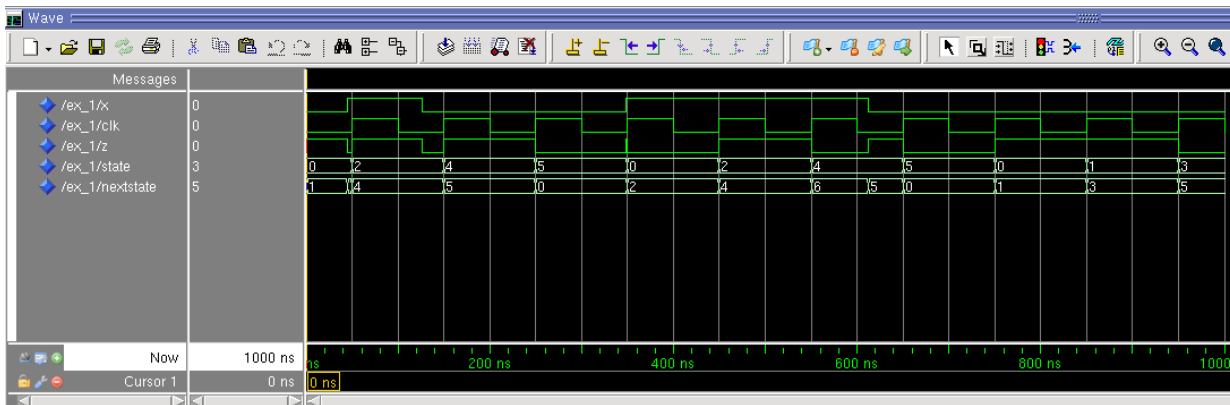 Wave
Messages
/ex_1/x 0
/ex_1/clk 0
/ex_1/z 0
/ex_1/state 3 0 2 4 5 0 2 4 5 0 1 3
/ex_1/nextstate 5 1 4 5 0 2 4 6 5 0 1 3 5
Now 1000 ns ns 200 ns 400 ns 600 ns 800 ns 1000
Cursor 1 0 ns 0 ns